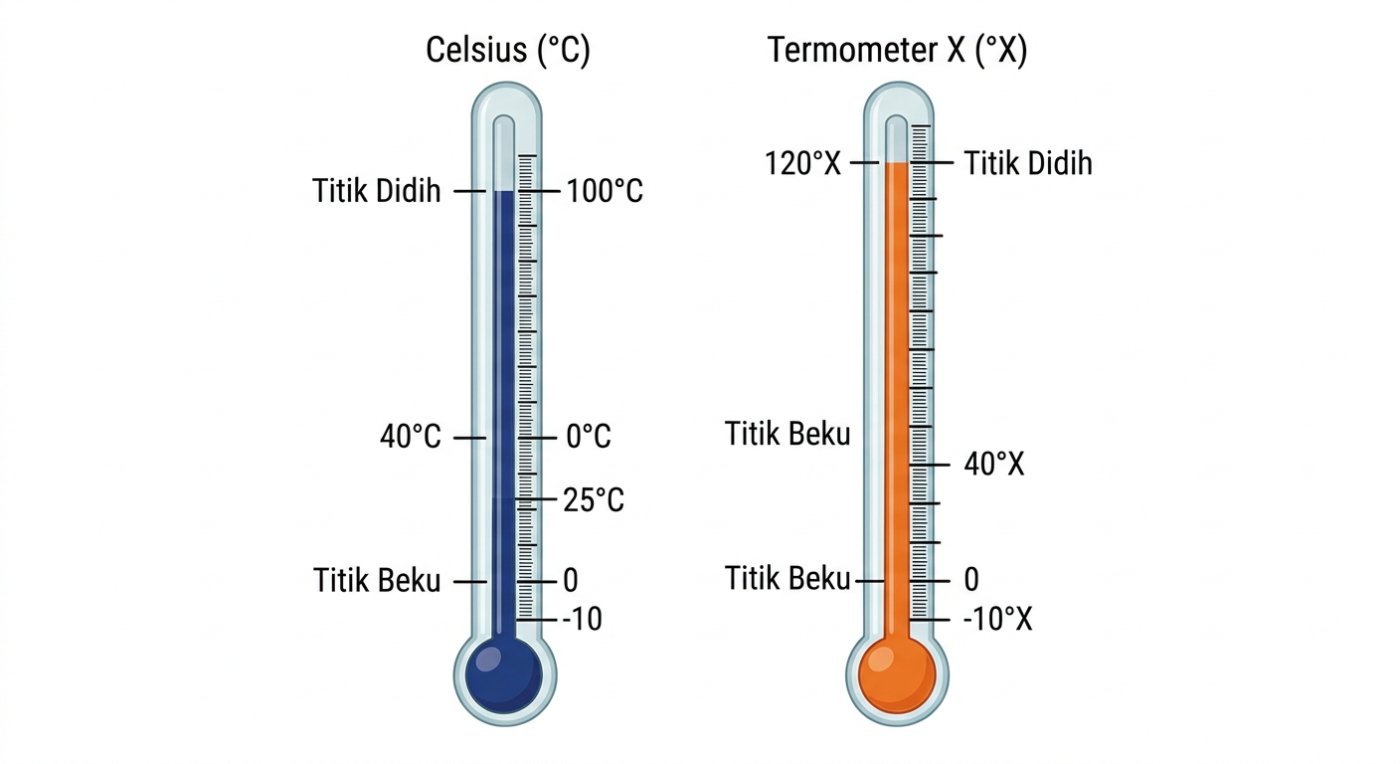 Celsius (°C)
Titik Didih
100°C
40°C
0°C
25°C
Titik Beku
0
-10
Termometer X (°X)
120°X
Titik Didih
Titik Beku
40°X
Titik Beku
0
-10°X